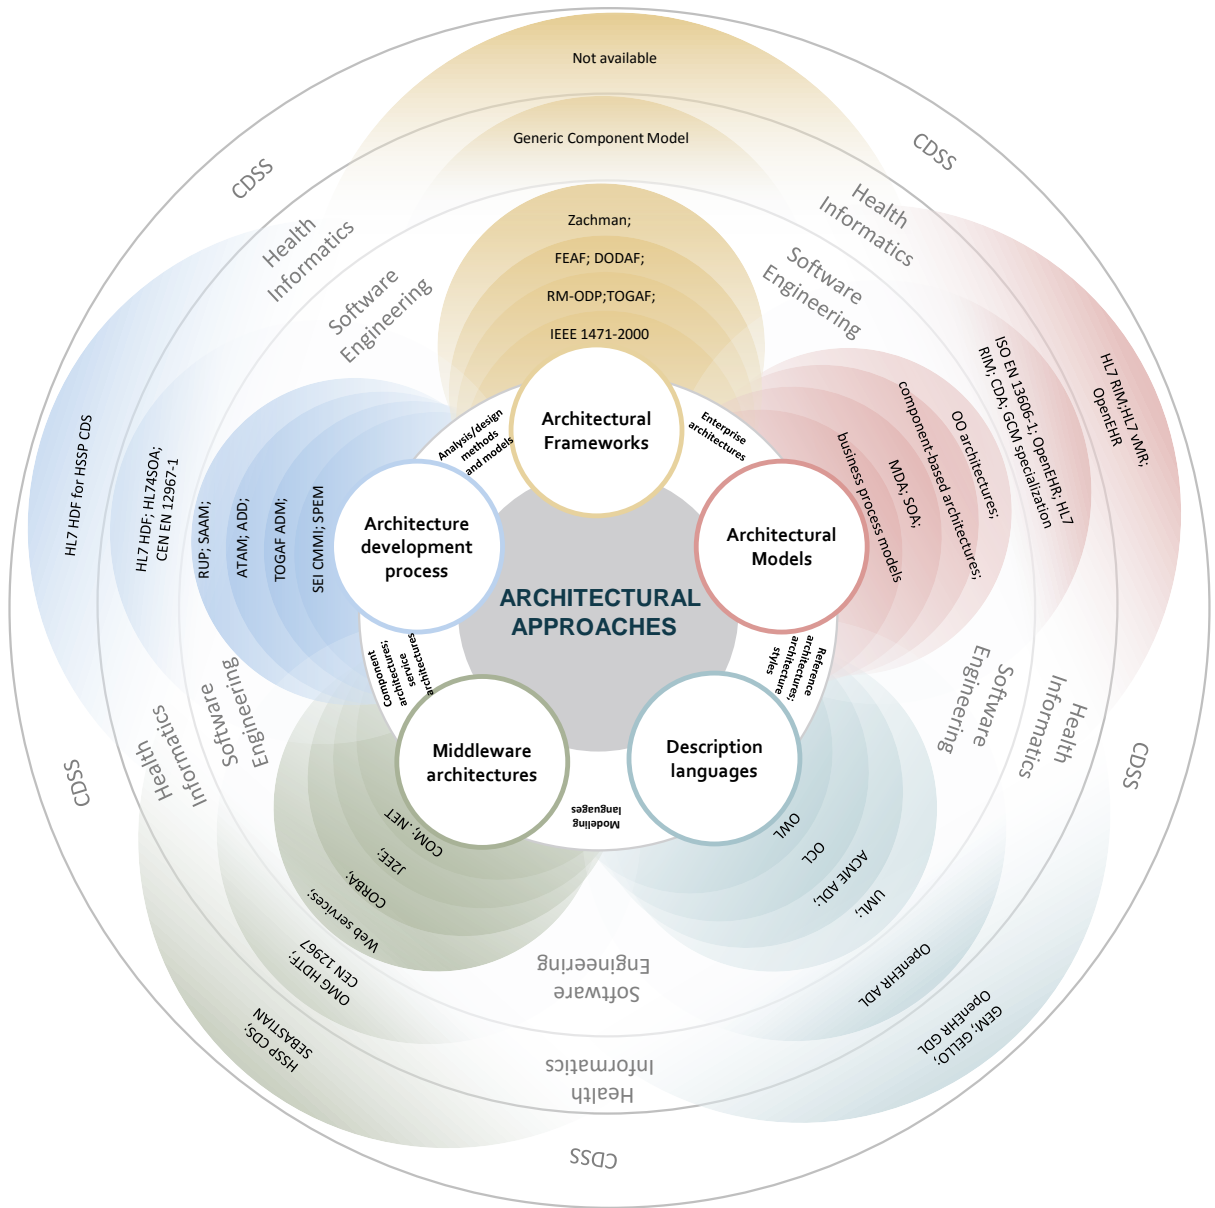 Not available
Generic Component Model
Zachman;
FEAF; DODAF;
RM-ODP;TOGAF;
IEEE 1471-2000
Architectural
Frameworks
CDSS
Health
Informatics
Software
Engineering
CDSS
Health
Informatics
Software
Engineering
Analysis/design
methods
and models
Enterprise
architectures
HL7 HDF for HSSP CDS
HL7 HDF; HL74SOA;
CEN EN 12967-1
RUP; SAAM;
ATAM; ADD;
TOGAF ADM;
SEI CMMI; SPEM
Architecture
development
process
ARCHITECTURAL
APPROACHES
Architectural
Models
business process models
MDA; SOA;
component-based architectures;
OO architectures;
ISO EN 13606-1; OpenEHR; HL7
RIM; CDA; GCM specialization
HL7 RIM;HL7 vMR;
OpenEHR
Component
architectures;
service
architectures
Reference
architectures;
architecture
styles
Software
Engineering
Health
Informatics
CDSS
Software
Engineering
Health
Informatics
CDSS
Middleware
architectures
Description
languages
Modeling
languages
COM; .NET
J2EE;
CORBA;
Web services;
OMG HDTF;
CEN 12967
HSSP CDS;
SEBASTIAN
OWL
OCL
ACME ADL;
UML;
OpenEHR ADL
GEM; GELLO;
OpenEHR GDL
Software
Engineering
Health
Informatics
CDSS